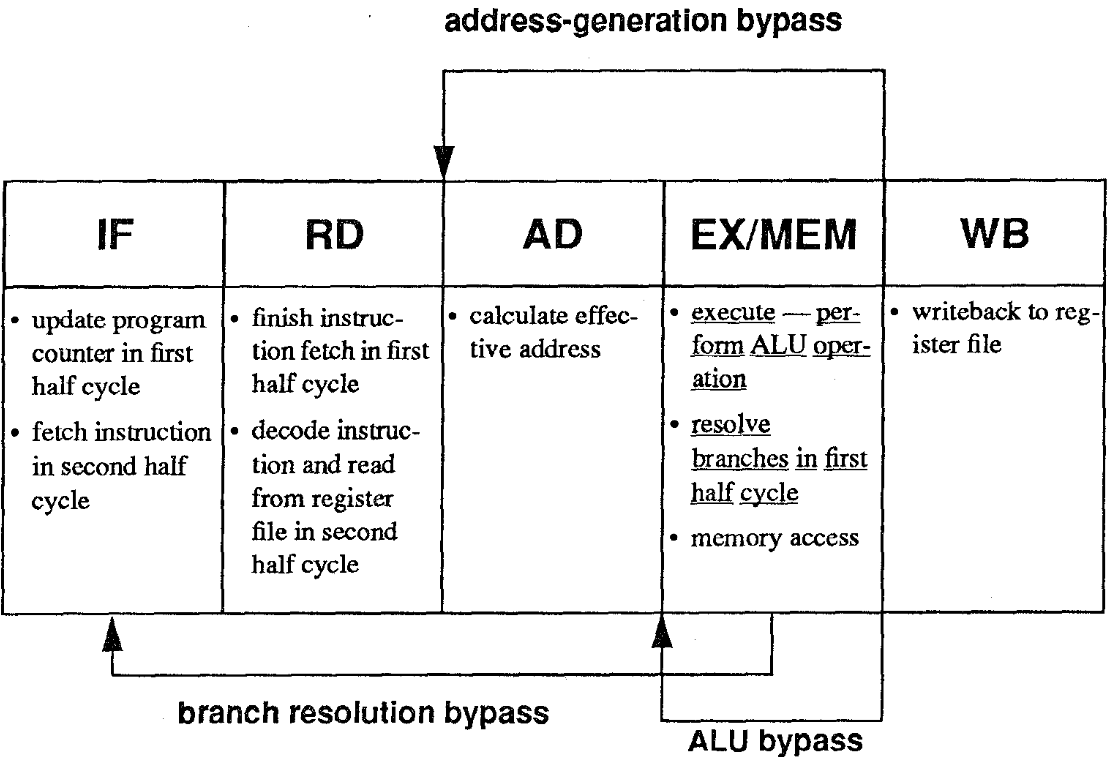 address-generation bypass
IF
RD
AD
EX/MEM
WB
• update program
counter in first
half cycle
• fetch instruction
in second half
cycle
• finish instruc-
tion fetch in first
half cycle
• decode instruc-
tion and read
from register
file in second
half cycle
• calculate effec-
tive address
• execute — per-
form ALU oper-
ation
• resolve
branches in first
half cycle
• memory access
• writeback to reg-
ister file
branch resolution bypass
ALU bypass